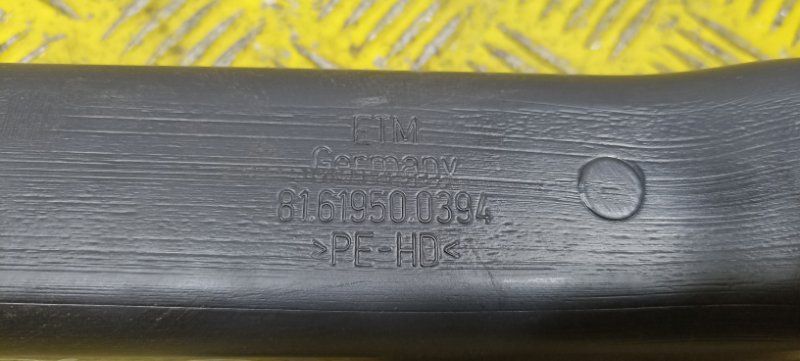 ETM
Germany
81.61950.0394
>PE-HD<